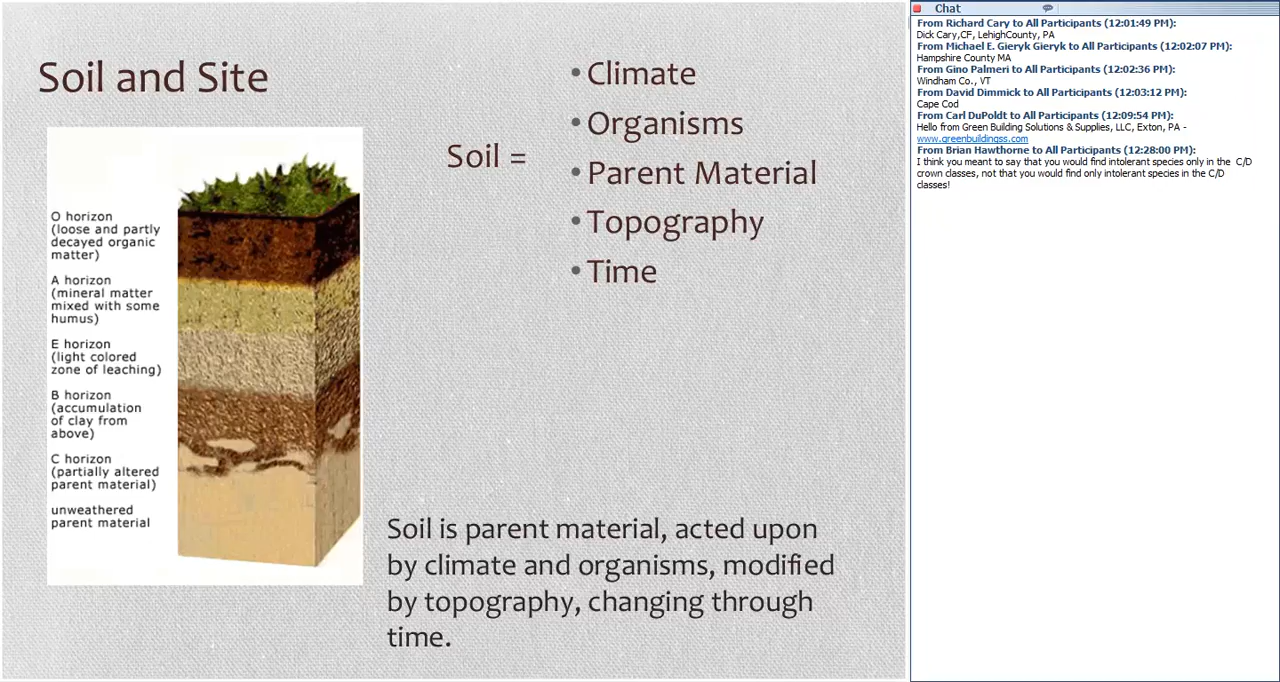 Soil and Site
O horizon
(loose and partly
decayed organic
matter)
A horizon
(mineral matter
mixed with some
humus)
E horizon
(light colored
zone of leaching)
B horizon
(accumulation
of clay from
above)
C horizon
(partially altered
parent material)
unweathered
parent material
Soil =
• Climate
• Organisms
• Parent Material
• Topography
• Time
Soil is parent material, acted upon
by climate and organisms, modified
by topography, changing through
time.
Chat
From Richard Cary to All Participants (12:01:49 PM):
Dick Cary,CF, LehighCounty, PA
From Michael E. Gieryk Gieryk to All Participants (12:02:07 PM):
Hampshire County MA
From Gino Palmeri to All Participants (12:02:36 PM):
Windham Co., VT
From David Dimmick to All Participants (12:03:12 PM):
Cape Cod
From Carl DuPoldt to All Participants (12:09:54 PM):
Hello from Green Building Solutions & Supplies, LLC, Exton, PA -
www.greenbuildingss.com
From Brian Hawthorne to All Participants (12:28:00 PM):
I think you meant to say that you would find intolerant species only in the C/D
crown classes, not that you would find only intolerant species in the C/D
classes!